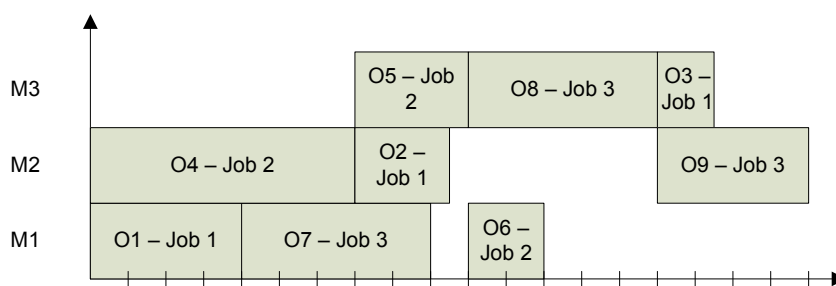 M3
O5 – Job
2
O8 – Job 3
O3 –
Job 1
M2
O4 – Job 2
O2 –
Job 1
O9 – Job 3
M1
O1 – Job 1
O7 – Job 3
O6 –
Job 2